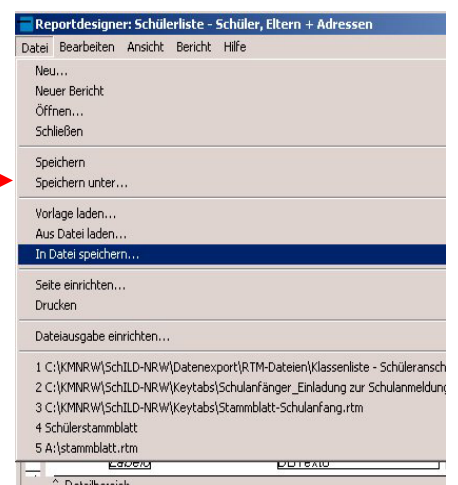 Reportdesigner: Schülerliste - Schüler, Eltern + Adressen
Datei Bearbeiten Ansicht Bericht Hilfe
Neu...
Neuer Bericht
Öffnen...
Schließen
Speichern
Speichern unter...
Vorlage laden...
Aus Datei laden...
In Datei speichern...
Seite einrichten...
Drucken
Dateiausgabe einrichten...
1 C:\KMNRW\SchILD-NRW\Datenexport\RTM-Dateien\Klassenliste - Schüleransch
2 C:\KMNRW\SchILD-NRW\Keytabs\Schulanfänger_Einladung zur Schulanmeldung
3 C:\KMNRW\SchILD-NRW\Keytabs\Stammblatt-Schulanfang.rtm
4 Schülerstammblatt
5 A:\stammblatt.rtm